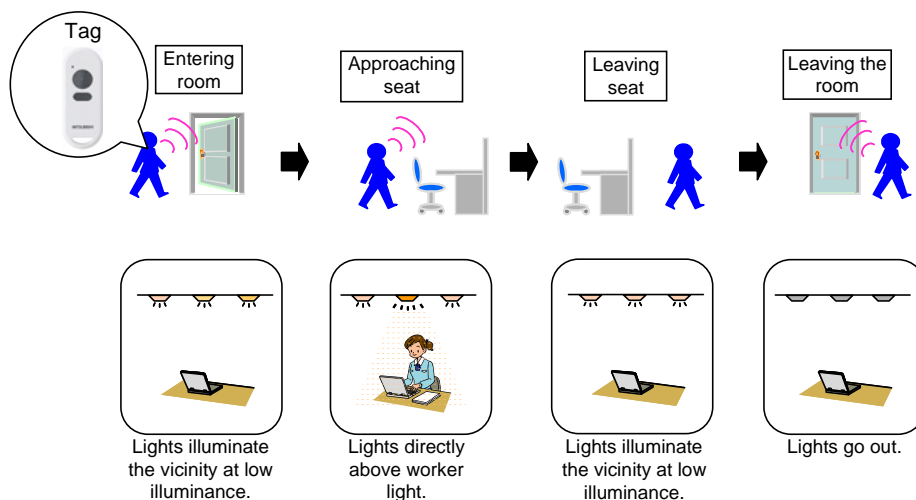 Tag
MITSUBISHI
Entering
room
Approaching
seat
Leaving
seat
Leaving the
room
Lights illuminate
the vicinity at low
illuminance.
Lights directly
above worker
light.
Lights illuminate
the vicinity at low
illuminance.
Lights go out.